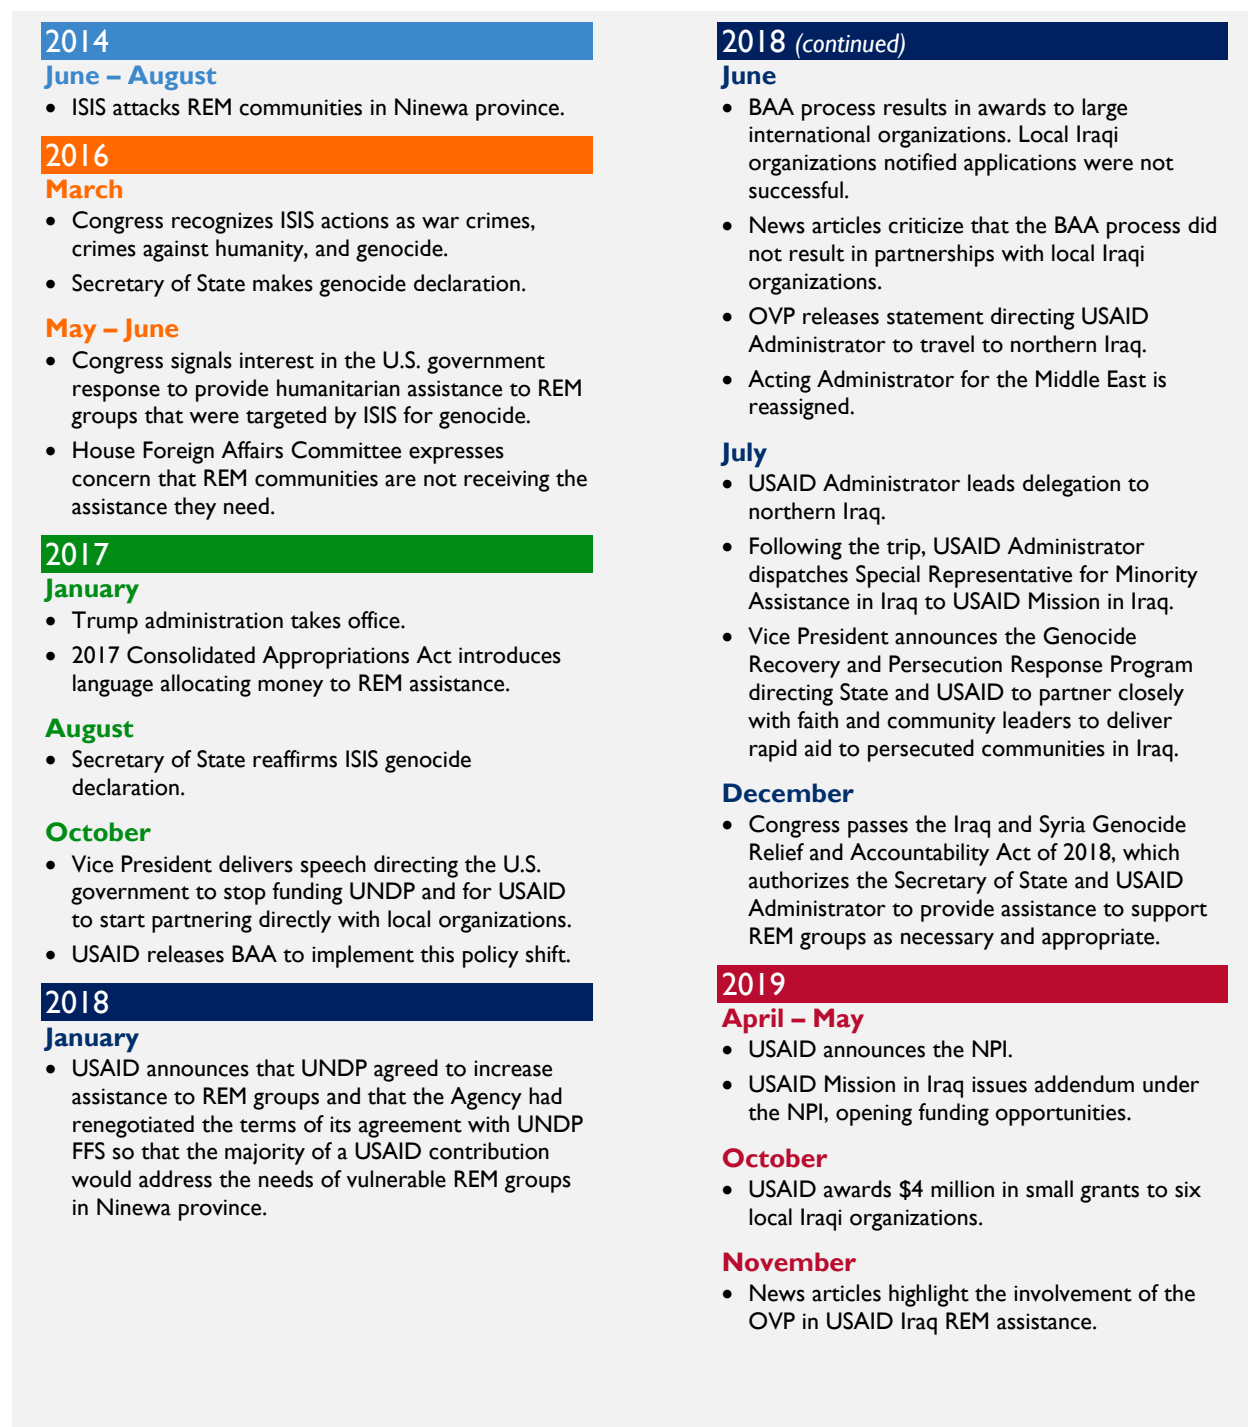 2014
June – August
• ISIS attacks REM communities in Ninewa province.
2016
March
• Congress recognizes ISIS actions as war crimes,
crimes against humanity, and genocide.
• Secretary of State makes genocide declaration.
May – June
• Congress signals interest in the U.S. government
response to provide humanitarian assistance to REM
groups that were targeted by ISIS for genocide.
• House Foreign Affairs Committee expresses
concern that REM communities are not receiving the
assistance they need.
2017
January
• Trump administration takes office.
• 2017 Consolidated Appropriations Act introduces
language allocating money to REM assistance.
August
• Secretary of State reaffirms ISIS genocide
declaration.
October
• Vice President delivers speech directing the U.S.
government to stop funding UNDP and for USAID
to start partnering directly with local organizations.
• USAID releases BAA to implement this policy shift.
2018
January
• USAID announces that UNDP agreed to increase
assistance to REM groups and that the Agency had
renegotiated the terms of its agreement with UNDP
FFS so that the majority of a USAID contribution
would address the needs of vulnerable REM groups
in Ninewa province.
2018 (continued)
June
• BAA process results in awards to large
international organizations. Local Iraqi
organizations notified applications were not
successful.
• News articles criticize that the BAA process did
not result in partnerships with local Iraqi
organizations.
• OVP releases statement directing USAID
Administrator to travel to northern Iraq.
• Acting Administrator for the Middle East is
reassigned.
July
• USAID Administrator leads delegation to
northern Iraq.
• Following the trip, USAID Administrator
dispatches Special Representative for Minority
Assistance in Iraq to USAID Mission in Iraq.
• Vice President announces the Genocide
Recovery and Persecution Response Program
directing State and USAID to partner closely
with faith and community leaders to deliver
rapid aid to persecuted communities in Iraq.
December
• Congress passes the Iraq and Syria Genocide
Relief and Accountability Act of 2018, which
authorizes the Secretary of State and USAID
Administrator to provide assistance to support
REM groups as necessary and appropriate.
2019
April – May
• USAID announces the NPI.
• USAID Mission in Iraq issues addendum under
the NPI, opening funding opportunities.
October
• USAID awards $4 million in small grants to six
local Iraqi organizations.
November
• News articles highlight the involvement of the
OVP in USAID Iraq REM assistance.